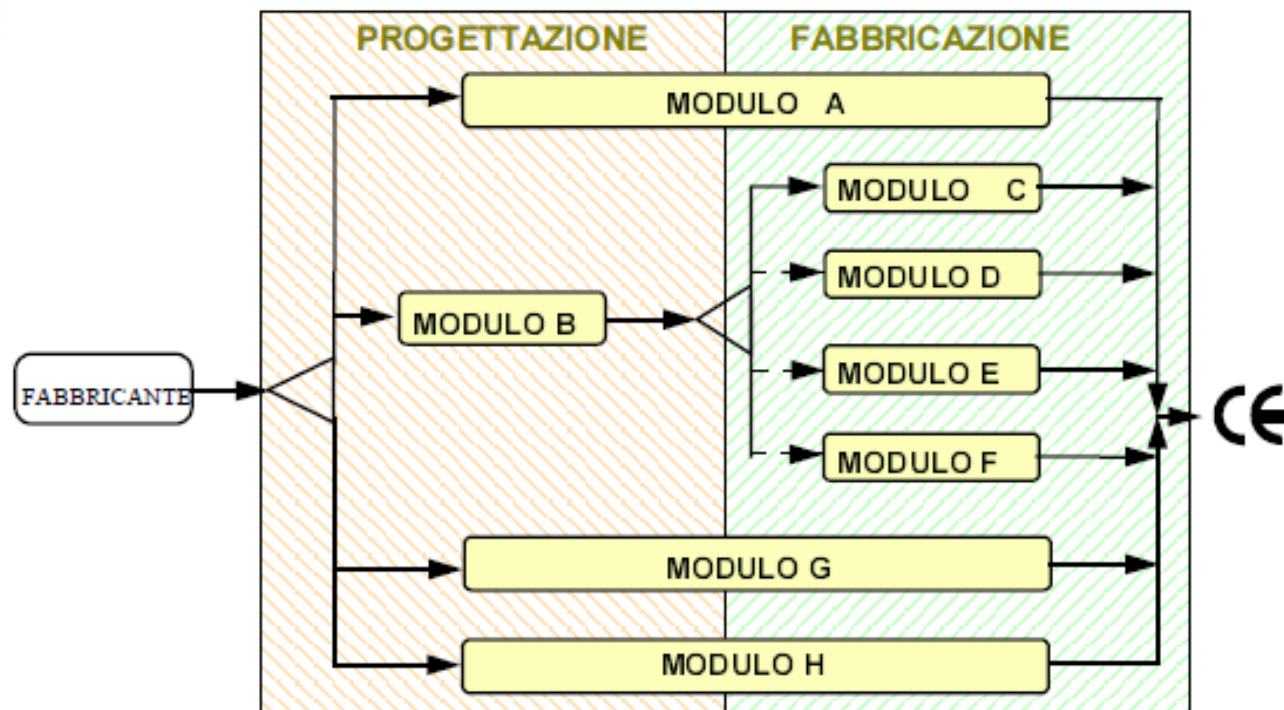 PROGETTAZIONE
FABBRICAZIONE
MODULO A
MODULO C
MODULO D
MODULO B
MODULO E
FABBRICANTE
CE
MODULO F
MODULO G
MODULO H